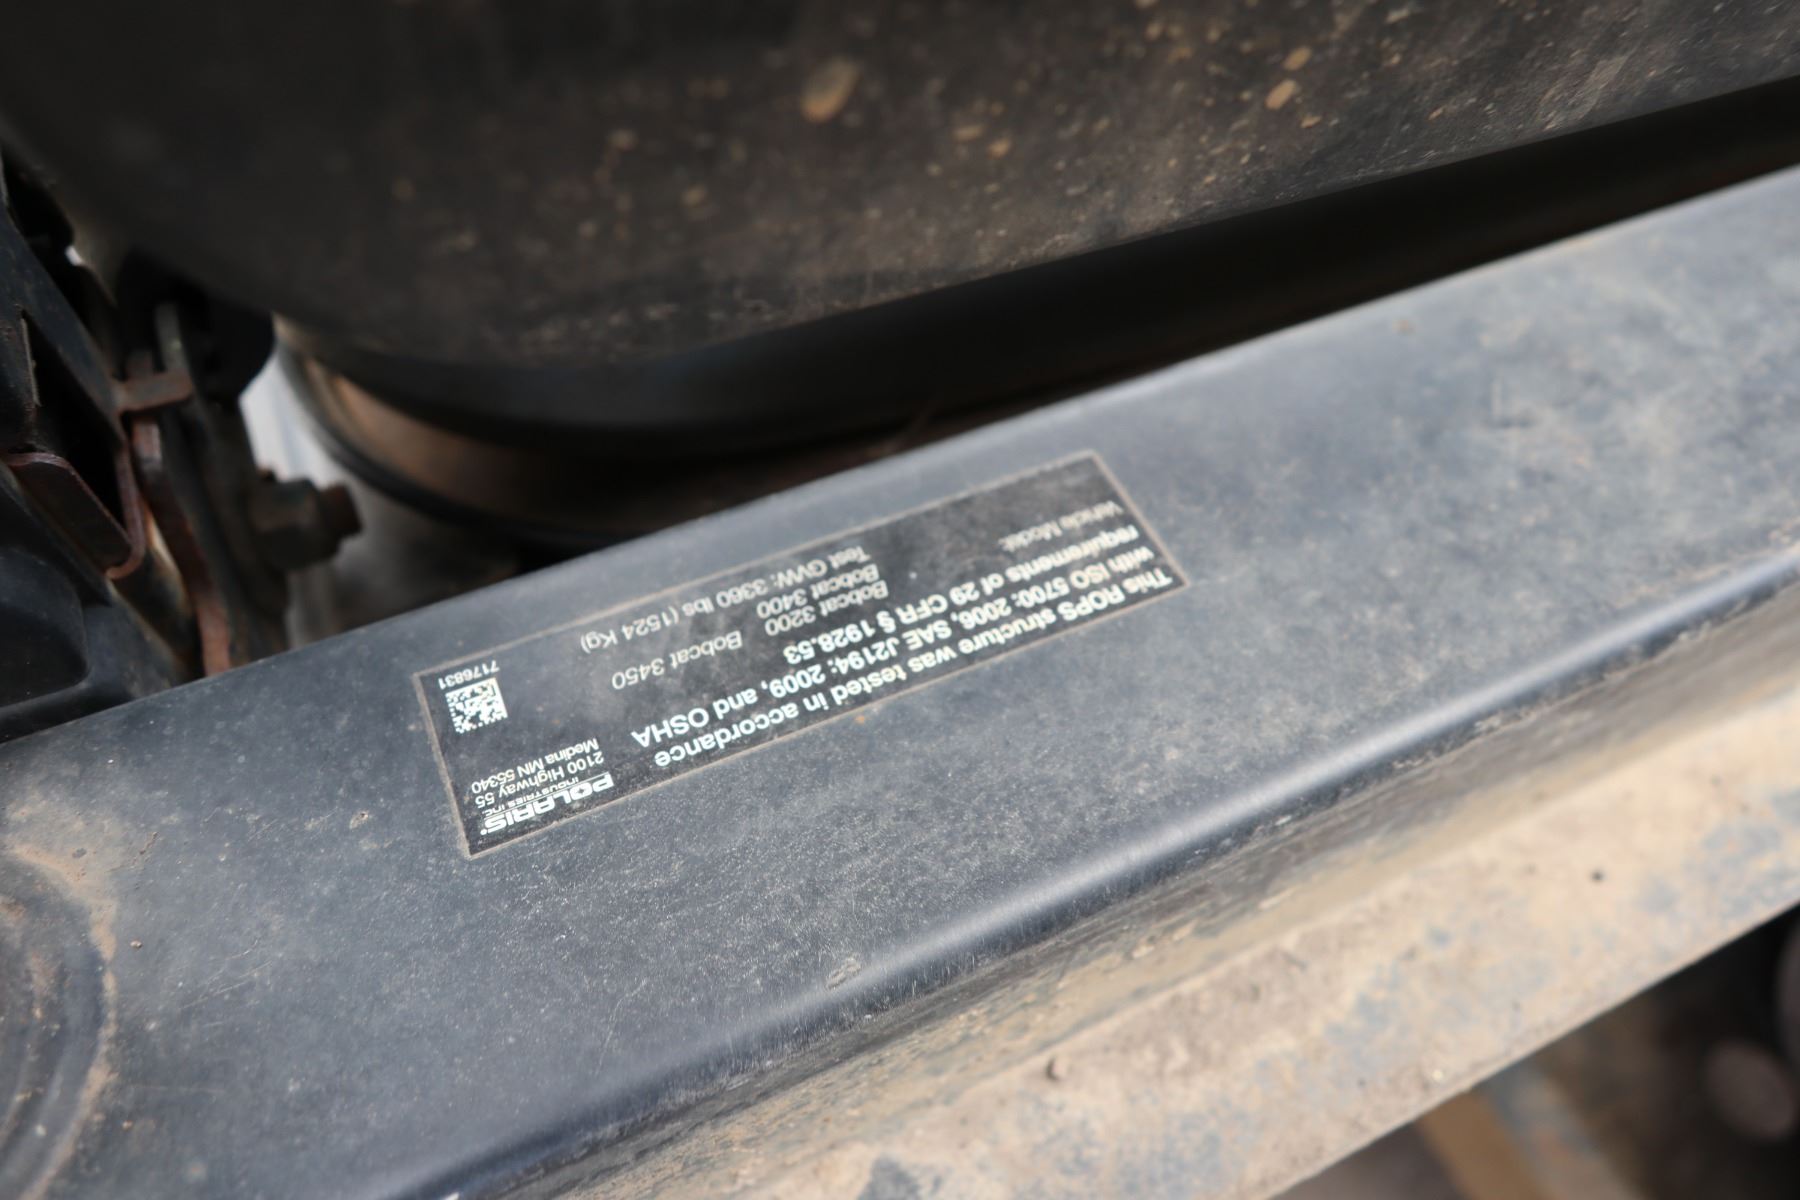 This ROPS structure was tested in accordance
with ISO 5700: 2006, SAE J2194: 2009, and OSHA
requirements of 29 CFR § 1928.53
Vehicle Model:
Bobcat 3200 Bobcat 3450
Bobcat 3400
Test GVW: 3360 lbs (1524 Kg)
POLARIS
INDUSTRIES INC.
2100 Highway 55
Medina MN 55340
7176831